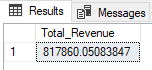 Results Messages
Total_Revenue
1 817860.05083847